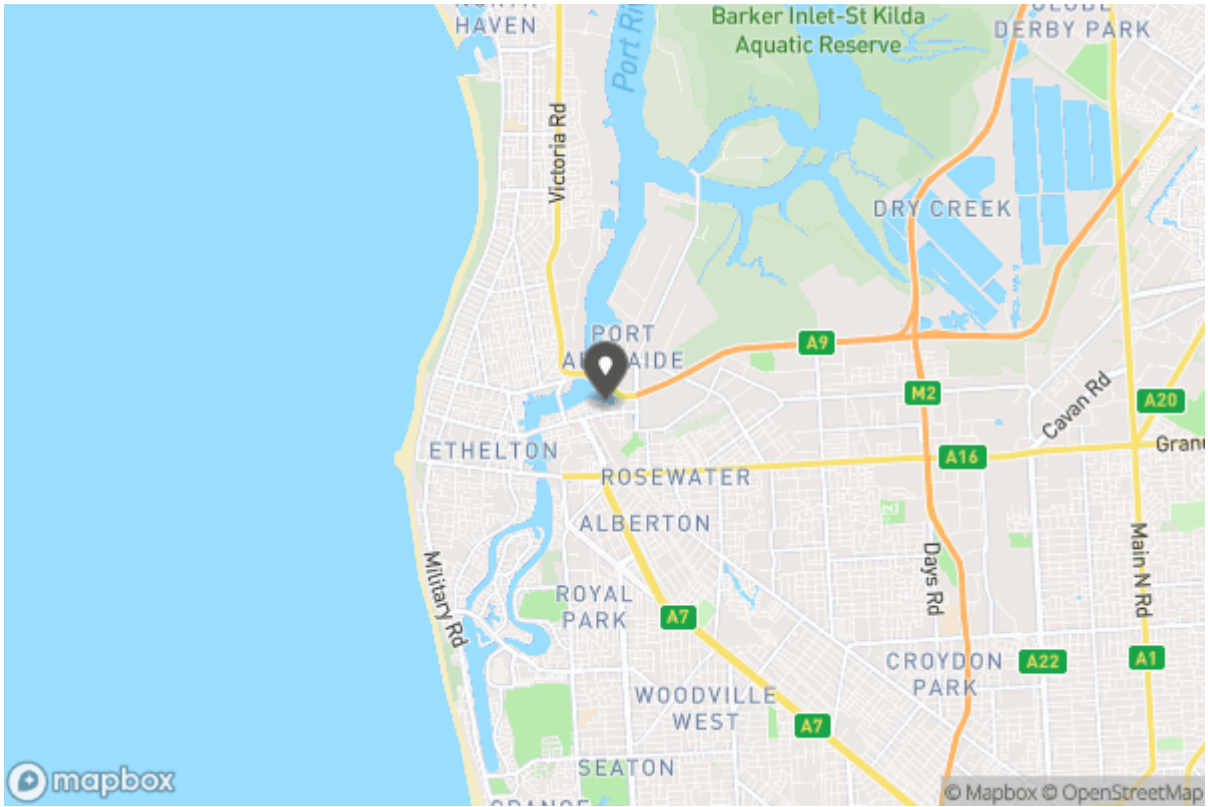 HAVEN
Port Ri
Barker Inlet-St Kilda
Aquatic Reserve
DERBY PARK
Victoria Rd
DRY CREEK
PORT
A9
M2
Cavan Rd
A20
ETHELTON
A16
ROSEWATER
ALBERTON
Military Rd
Days Rd
Main N Rd
ROYAL
PARK
A7
CROYDON
PARK
A22
A1
WOODVILLE
WEST
A7
SEATON
mapbox
© Mapbox © OpenStreetMap